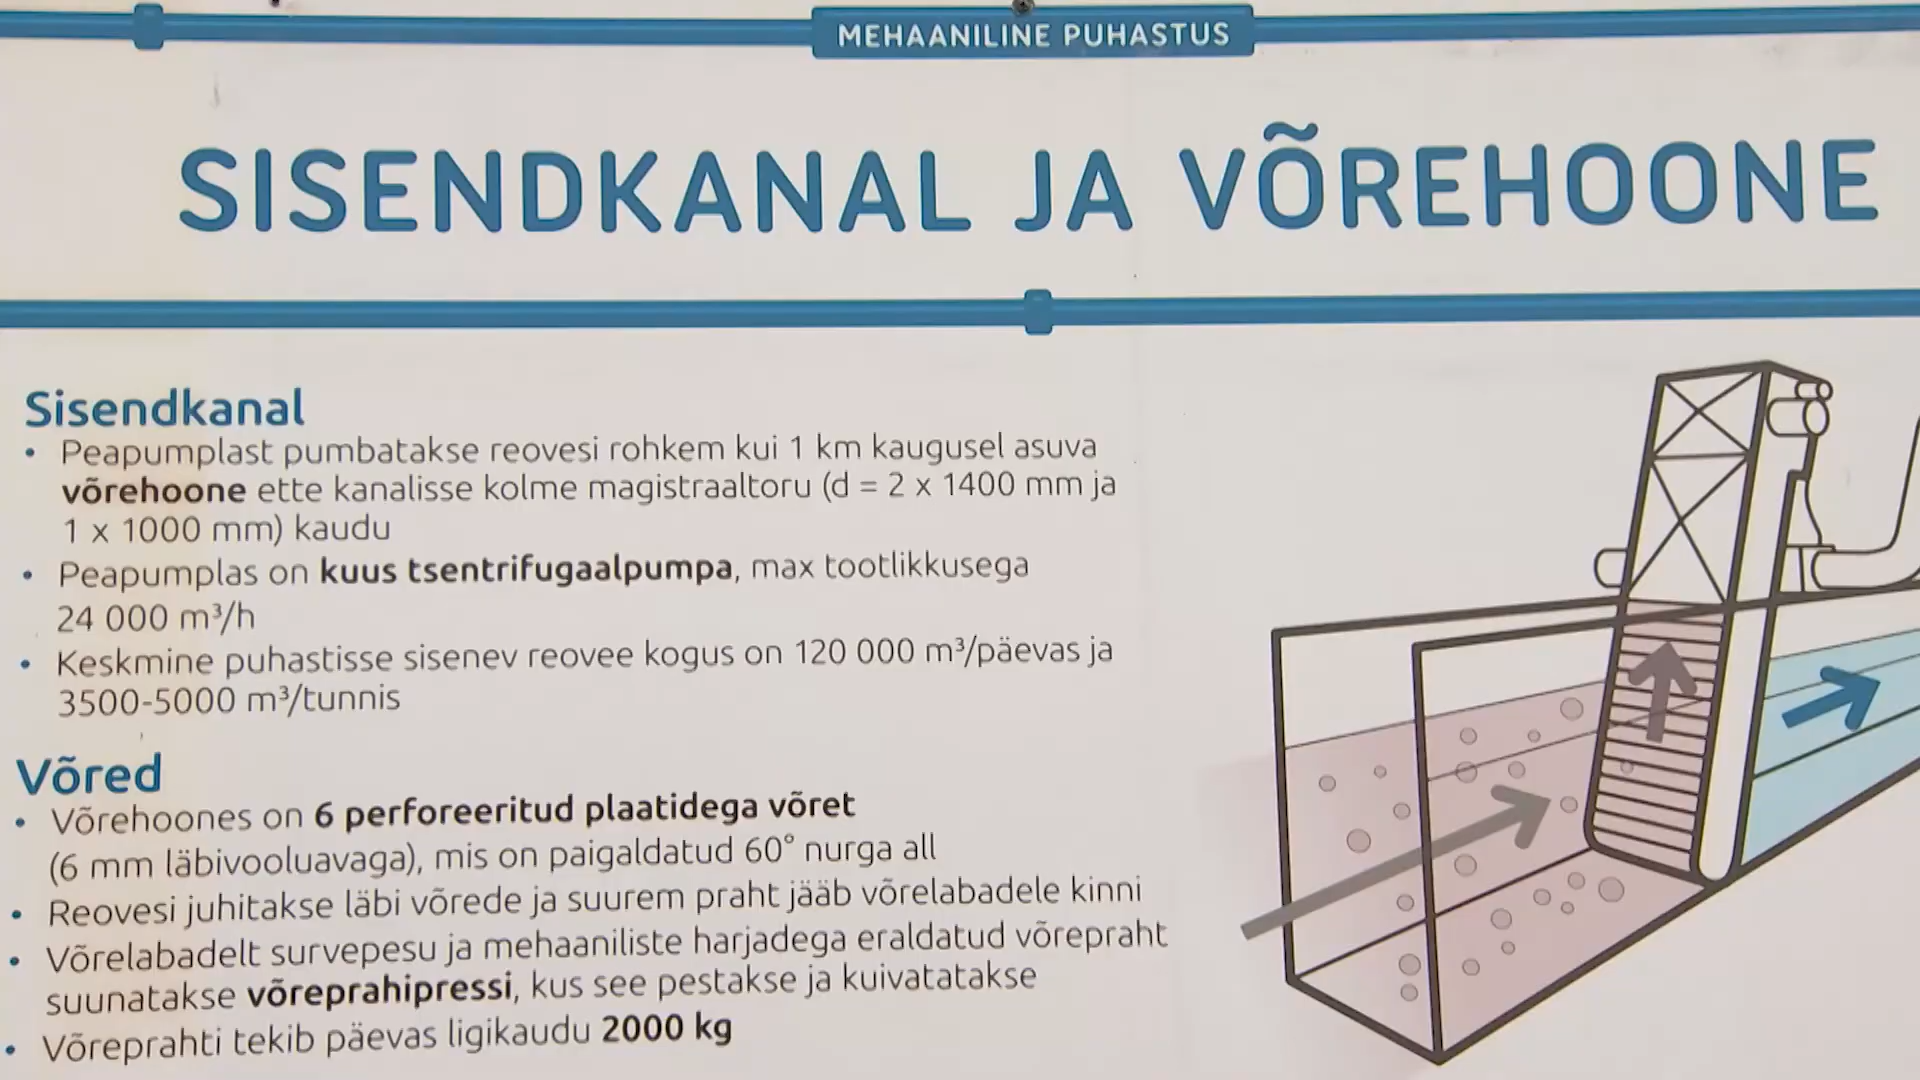 MEHAANILINE PUHASTUS
SISENDKANAL JA VÕREHOONE
Sisendkanal
• Peapumplast pumbatakse reovesi rohkem kui 1 km kaugusel asuva
võrehoone ette kanalisse kolme magistraaltoru (d = 2 x 1400 mm ja
1 x 1000 mm) kaudu
• Peapumplas on kuus tsentrifugaalpumpa, max tootlikkusega
24 000 m³/h
• Keskmine puhastisse sisenev reovee kogus on 120 000 m³/päevas ja
3500-5000 m³/tunnis
Võred
• Võrehoones on 6 perforeeritud plaatidega võret
(6 mm läbivooluavaga), mis on paigaldatud 60° nurga all
• Reovesi juhitakse läbi võrede ja suurem praht jääb võrelabadele kinni
• Võrelabadelt survepesu ja mehaaniliste harjadega eraldatud võrepraht
suunatakse võreprahipressi, kus see pestakse ja kuivatatakse
• Võreprahti tekib päevas ligikaudu 2000 kg